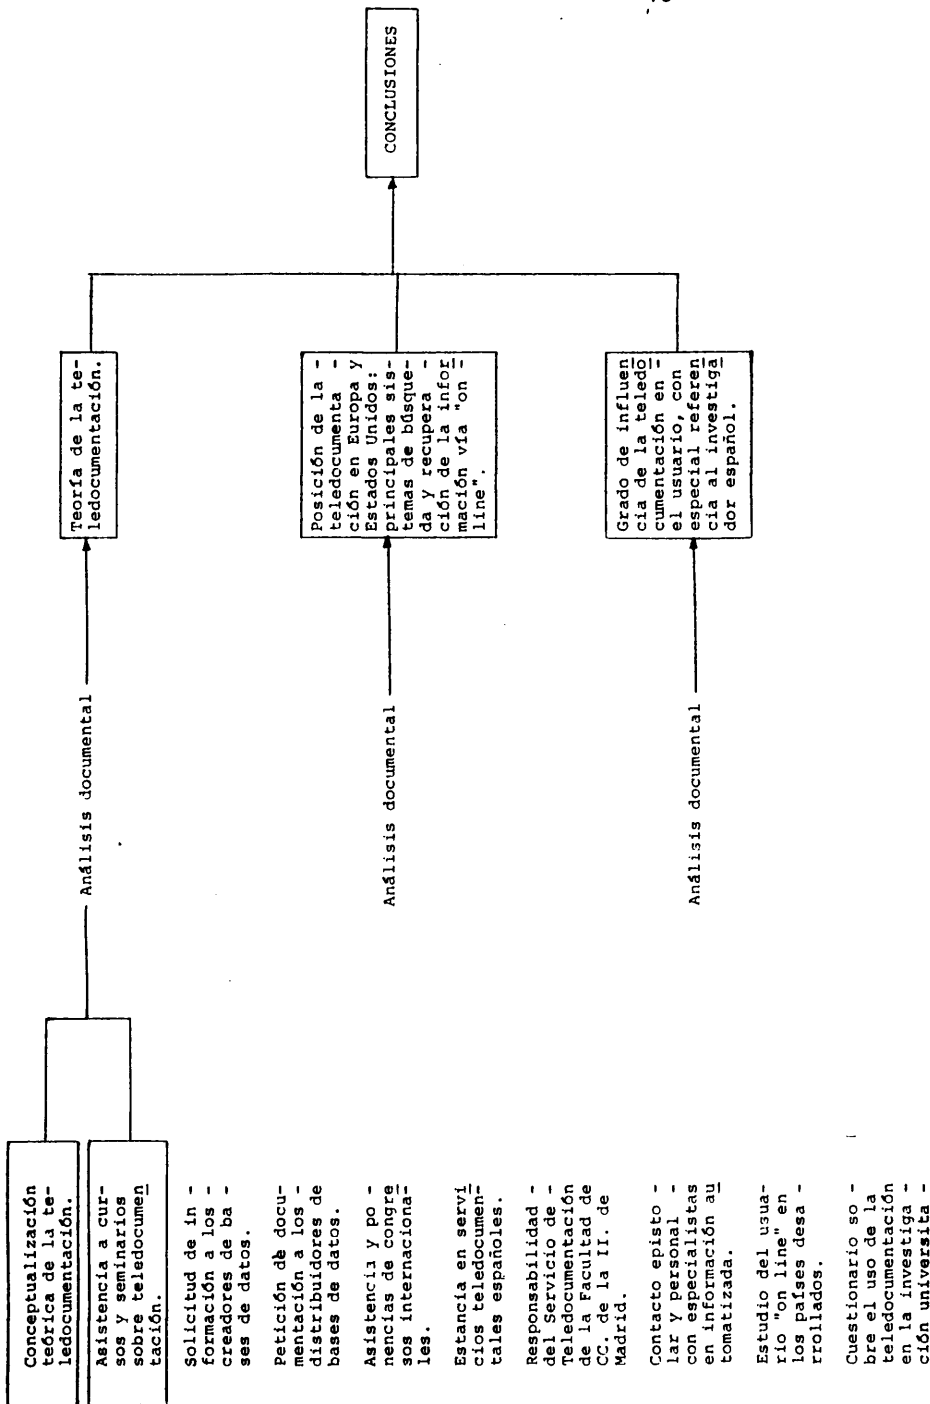 Conceptualización
teórica de la te-
ledocumentación.
Asistencia a cur-
sos y seminarios
sobre teledocumen
tación.
Solicitud de in -
formación a los -
creadores de ba -
ses de datos.
Petición de docu-
mentación a los -
distribuidores de
bases de datos.
Asistencia y po -
nencias de congre
sos internaciona-
les.
Estancia en servi
cios teledocumen-
tales españoles.
Responsabilidad -
del Servicio de -
Teledocumentación
de la Facultad de
CC. de la II. de
Madrid.
Contacto episto -
lar y personal -
con especialistas
en información au
tomatizada.
Estudio del usua-
rio "on line" en
los países desa -
rrollados.
Cuestionario so -
bre el uso de la
teledocumentación
en la investiga -
ción universita
Análisis documental
Análisis documental
Análisis documental
Teoría de la te-
ledocumentación.
Posición de la -
teledocumenta -
ción en Europa y
Estados Unidos:
principales sis-
temas de búsque-
da y recupera -
ción de la infor
mación vía "on -
line".
Grado de influen
cia de la teledo
cumentación en -
el usuario, con
especial referen
cia al investiga
dor español.
CONCLUSIONES